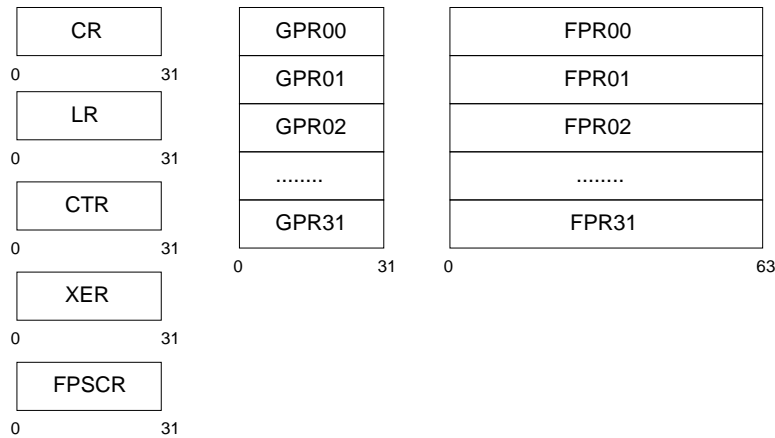 CR
0 31
LR
0 31
CTR
0 31
XER
0 31
FPSCR
0 31
GPR00
GPR01
GPR02
........
GPR31
0 31
FPR00
FPR01
FPR02
........
FPR31
0 63